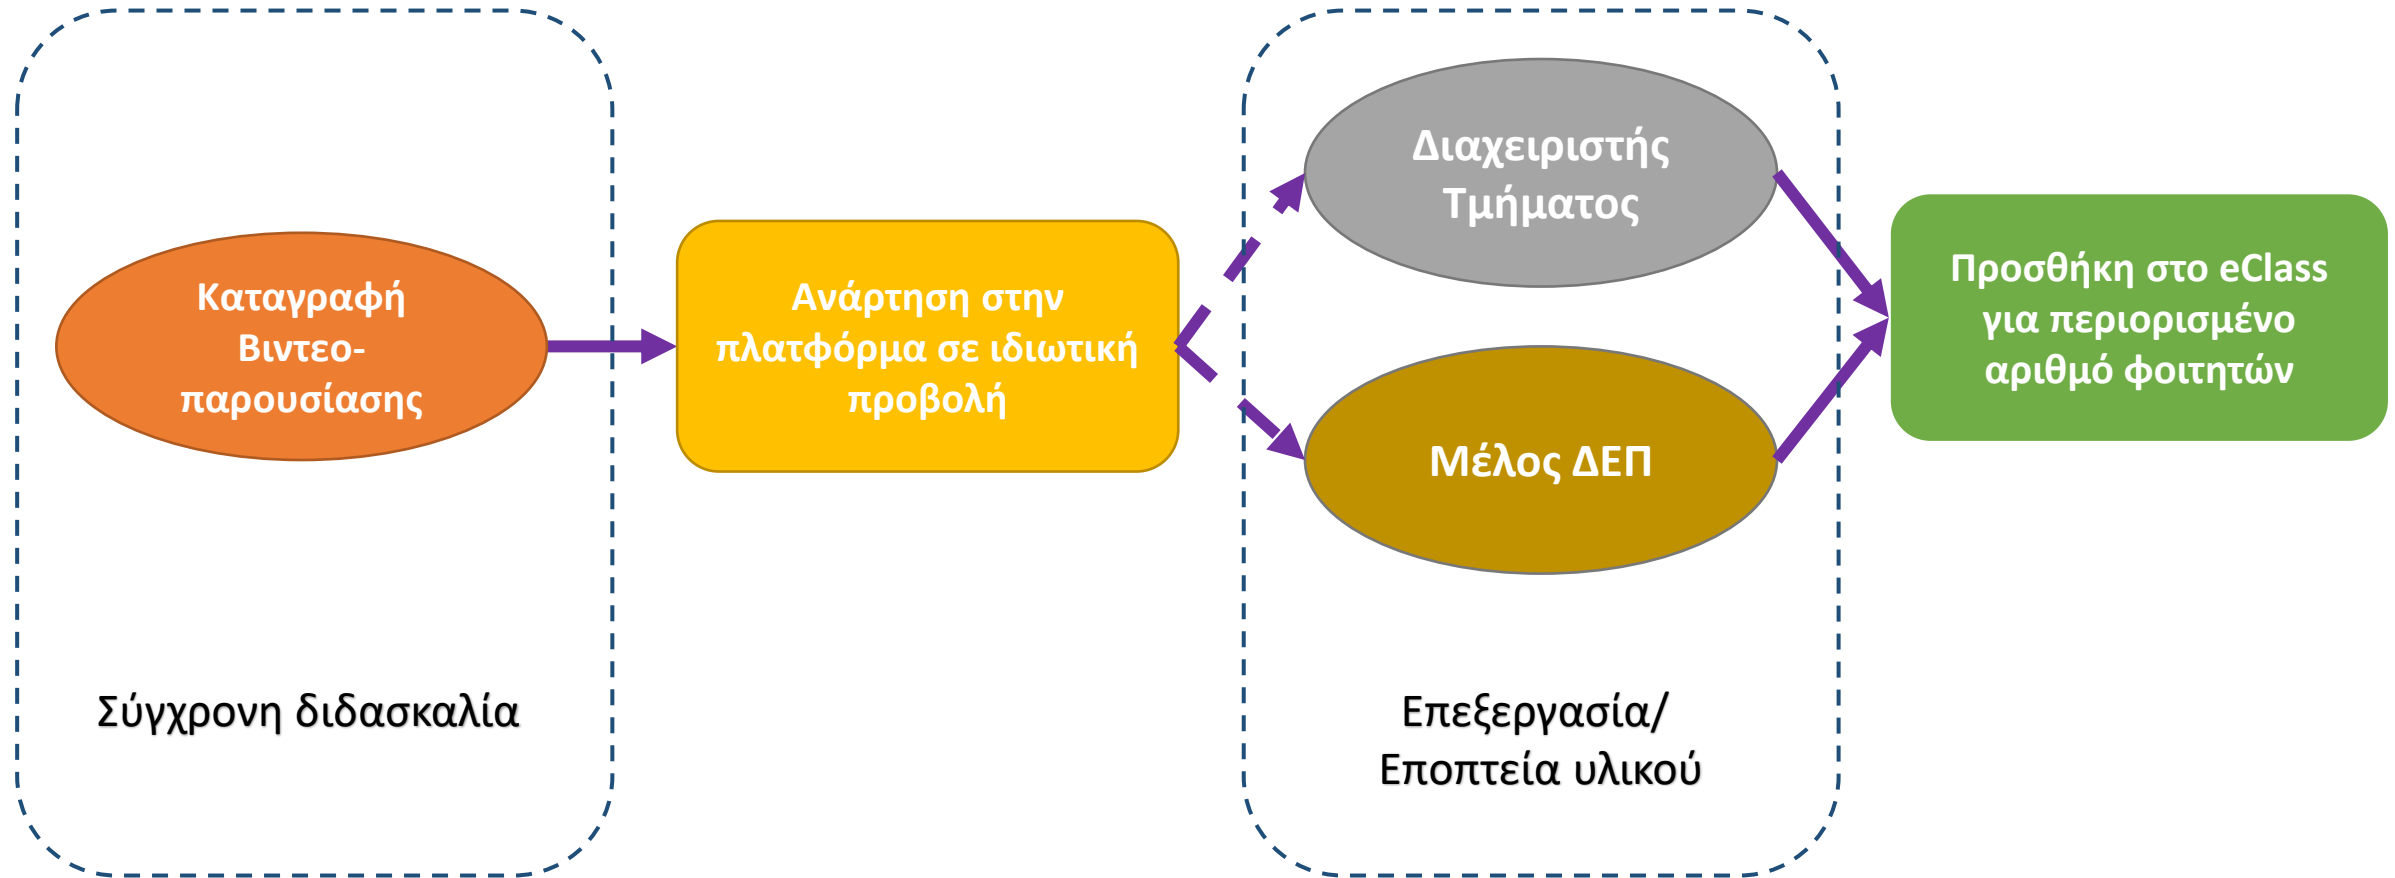 Καταγραφή
Βιντεο-
παρουσίασης
Σύγχρονη διδασκαλία
Ανάρτηση στην
πλατφόρμα σε ιδιωτική
προβολή
Διαχειριστής
Τμήματος
Μέλος ΔΕΠ
Επεξεργασία/
Εποπτεία υλικού
Προσθήκη στο eClass
για περιορισμένο
αριθμό φοιτητών